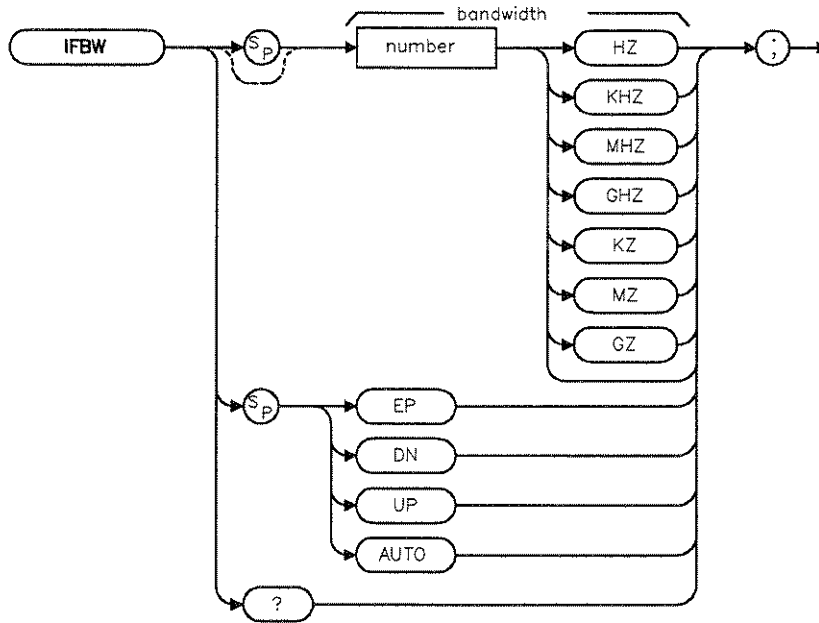 bandwidth
IFBW SP number HZ ;
KHZ
MHZ
GHZ
KZ
MZ
GZ
SP EP
DN
UP
AUTO
?